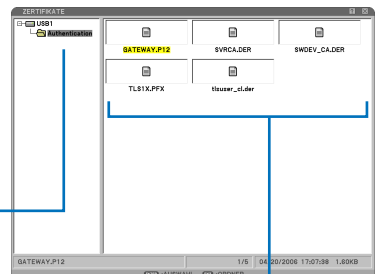 ZERTIFIKATE
USB1
Authentication
GATEWAY.P12
SVRCA.DER
SWDEV_CA.DER
TLS1X.PFX
tlsuser_cl.der
GATEWAY.P12 1/5 04/20/2006 17:07:38 1.60KB